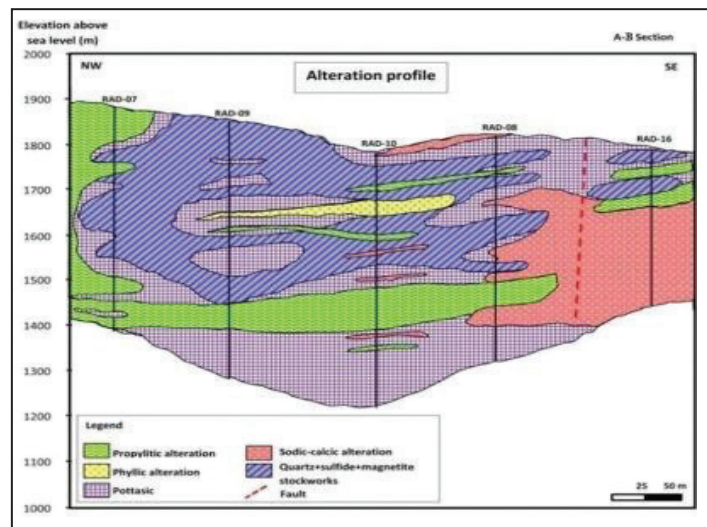 Elevation above
sea level (m)
A-B Section
2000
NW
Alteration profile
SE
1900
RAD-07
RAD-09
RAD-08
RAD-10
RAD-16
1800
1700
1600
1500
1400
1300
1200
1100
1000
Legend
Propylitic alteration
Sodic-calcic alteration
Phyllic alteration
Quartz+sulfide+magnetite
stockworks
Pottasic
Fault
25 50 m